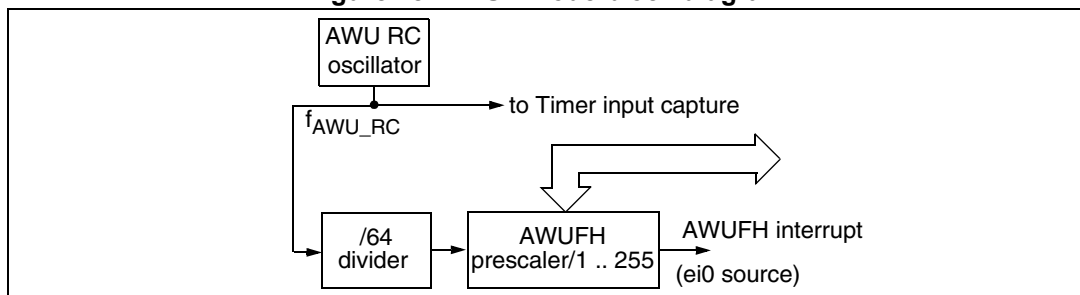 AWU RC
oscillator
to Timer input capture
fAWU_RC
/64
divider
AWUFH
prescaler/1 .. 255
AWUFH interrupt
(ei0 source)